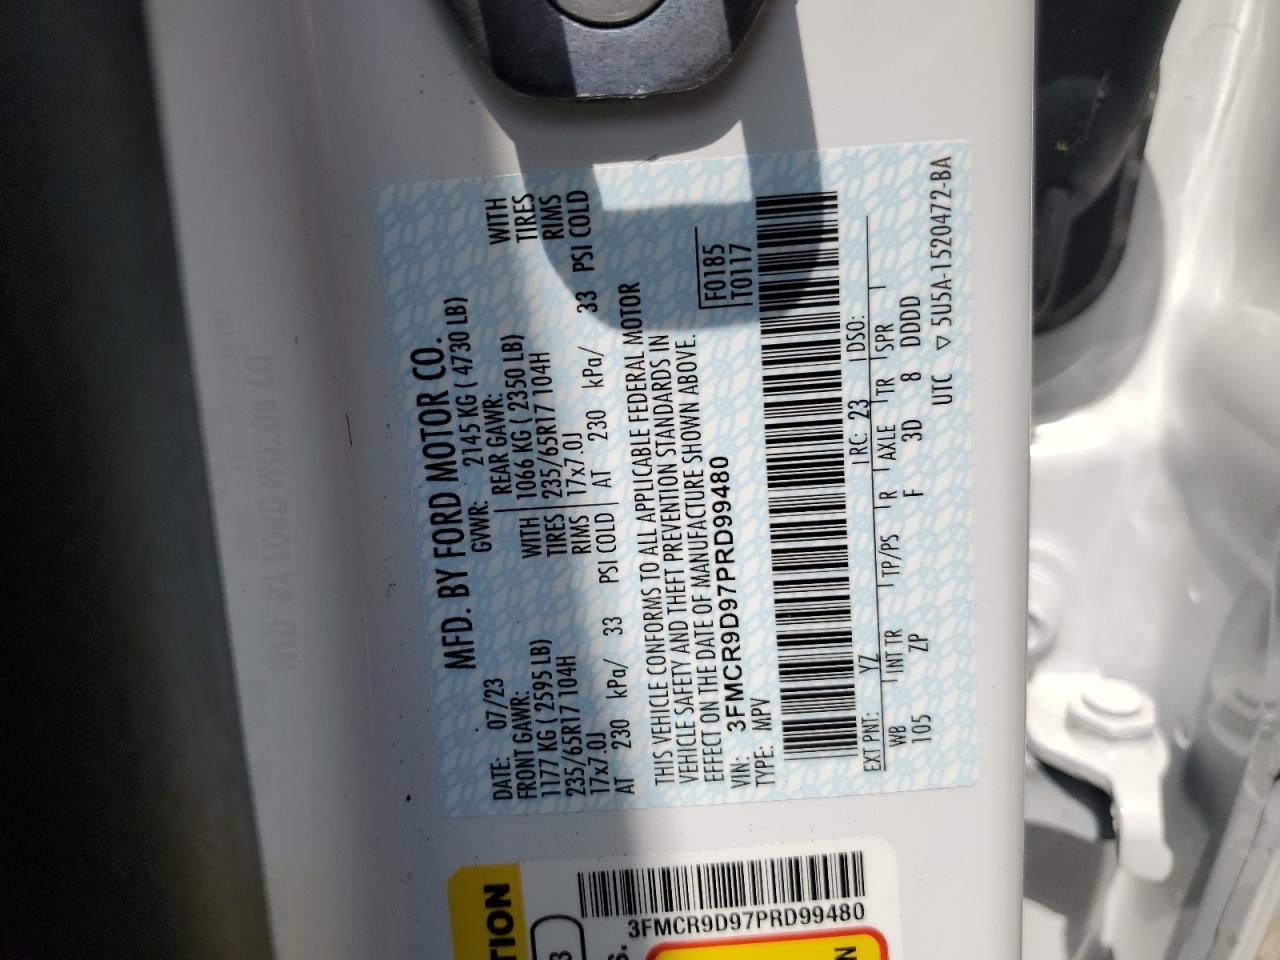 MFD. BY FORD MOTOR CO.
DATE: 07/23 GVWR: 2145 KG ( 4730 LB)
FRONT GAWR: REAR GAWR:
1177 KG ( 2595 LB) WITH 1066 KG ( 2350 LB) WITH
235/65R17 104H TIRES 235/65R17 104H TIRES
17x7.0J RIMS 17x7.0J RIMS
AT 230 kPa/ 33 PSI COLD AT 230 kPa/ 33 PSI COLD
THIS VEHICLE CONFORMS TO ALL APPLICABLE FEDERAL MOTOR
VEHICLE SAFETY AND THEFT PREVENTION STANDARDS IN
EFFECT ON THE DATE OF MANUFACTURE SHOWN ABOVE.
VIN: 3FMCR9D97PRD99480 F0185
TYPE: MPV T0117
EXT PNT: YZ RC: 23 DSO:
WB INT TR TP/PS R AXLE TR SPR
105 ZP F 3D 8 DDDD
UTC ▽ 5U5A-1520472-BA
TION
3FMCR9D97PRD99480